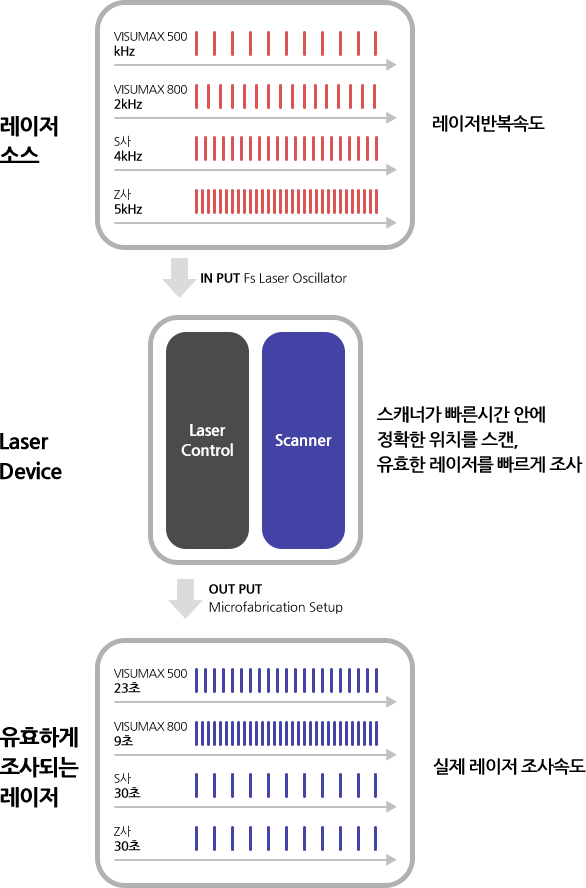 VISUMAX 500
kHz
VISUMAX 800
2kHz
S사
4kHz
Z사
5kHz
레이저
소스
레이저반복속도
IN PUT Fs Laser Oscillator
Laser
Device
Laser
Control
Scanner
스캐너가 빠른시간 안에
정확한 위치를 스캔,
유효한 레이저를 빠르게 조사
OUT PUT
Microfabrication Setup
VISUMAX 500
23초
VISUMAX 800
9초
S사
30초
Z사
30초
유효하게
조사되는
레이저
실제 레이저 조사속도